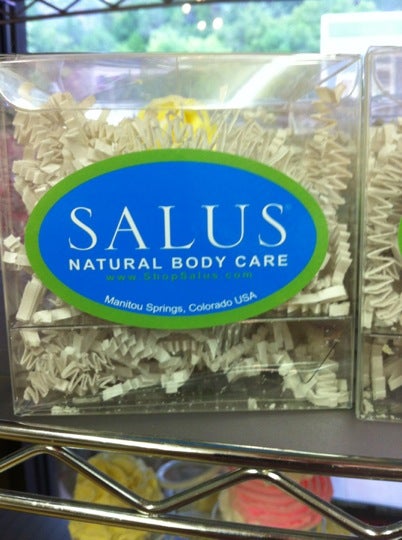 SALUS
NATURAL BODY CARE
www.ShopSalus.com
Manitou Springs, Colorado USA